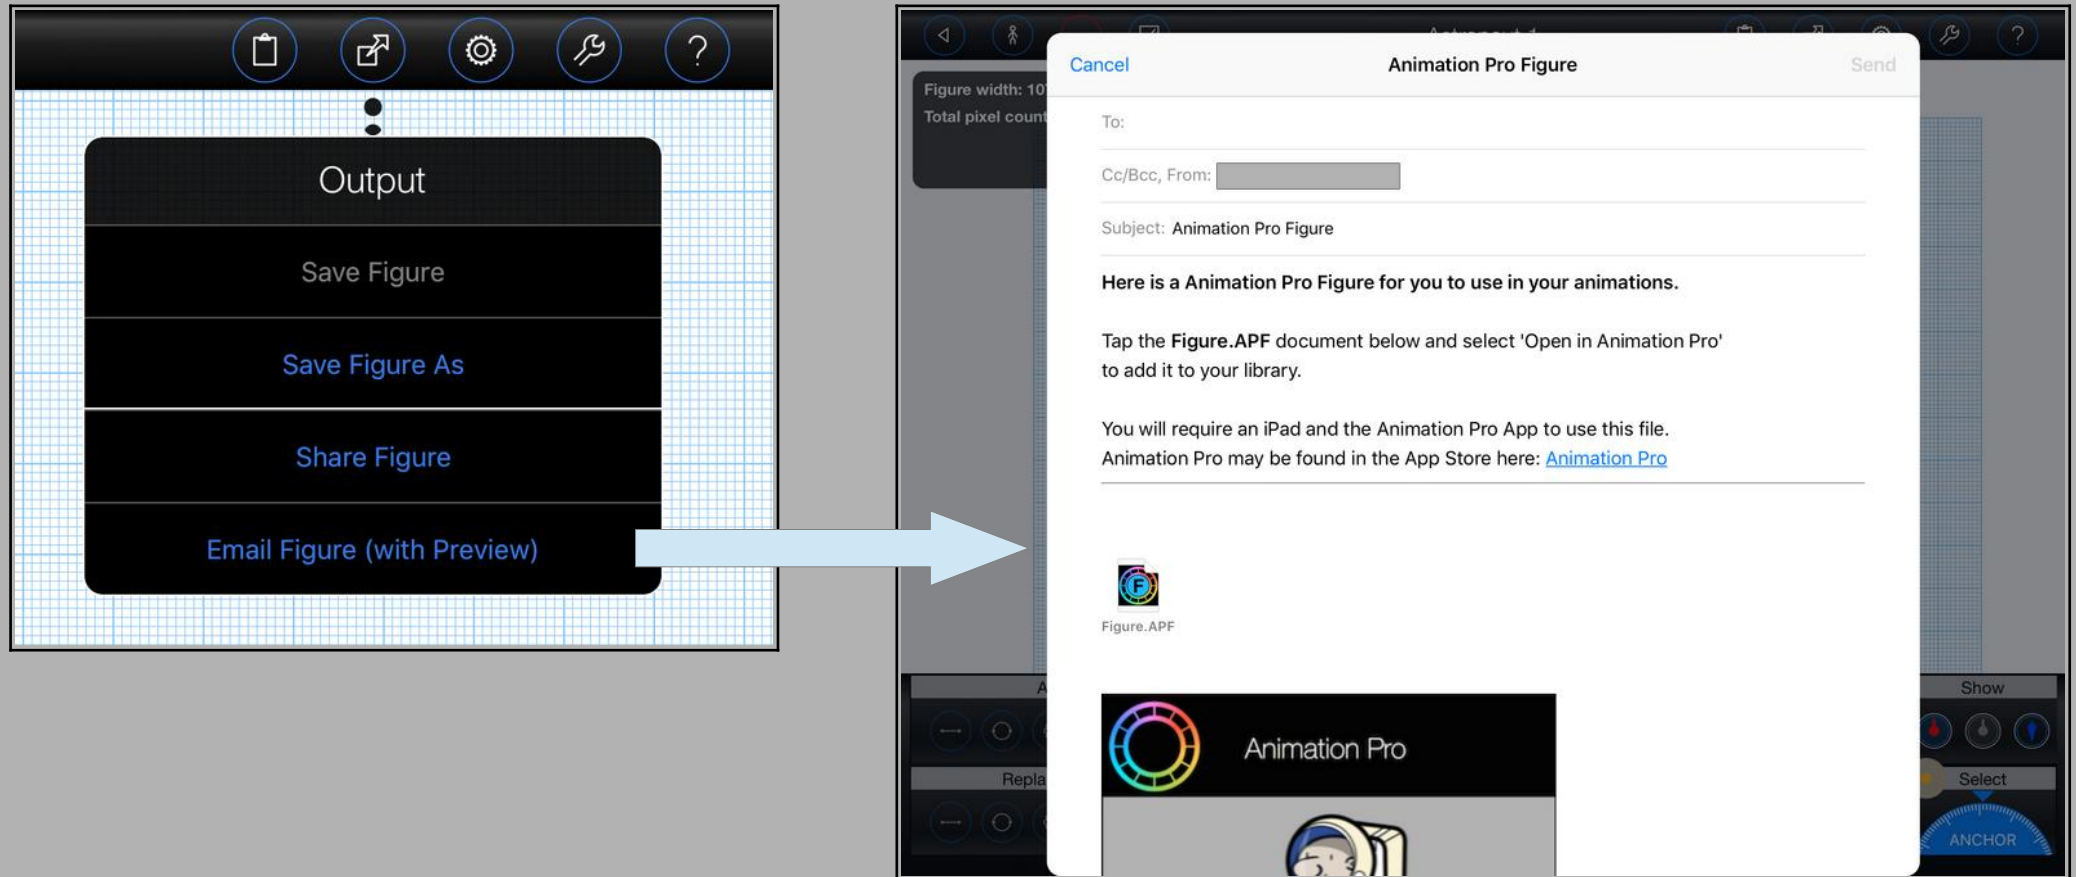 ?
Output
Save Figure
Save Figure As
Share Figure
Email Figure (with Preview)
?
Figure width: 10
Total pixel count
Cancel
Animation Pro Figure
Send
To:
Cc/Bcc, From:
Subject: Animation Pro Figure
Here is a Animation Pro Figure for you to use in your animations.
Tap the Figure.APF document below and select 'Open in Animation Pro'
to add it to your library.
You will require an iPad and the Animation Pro App to use this file.
Animation Pro may be found in the App Store here: Animation Pro
F
Figure.APF
Animation Pro
A
Repla
Show
Select
ANCHOR